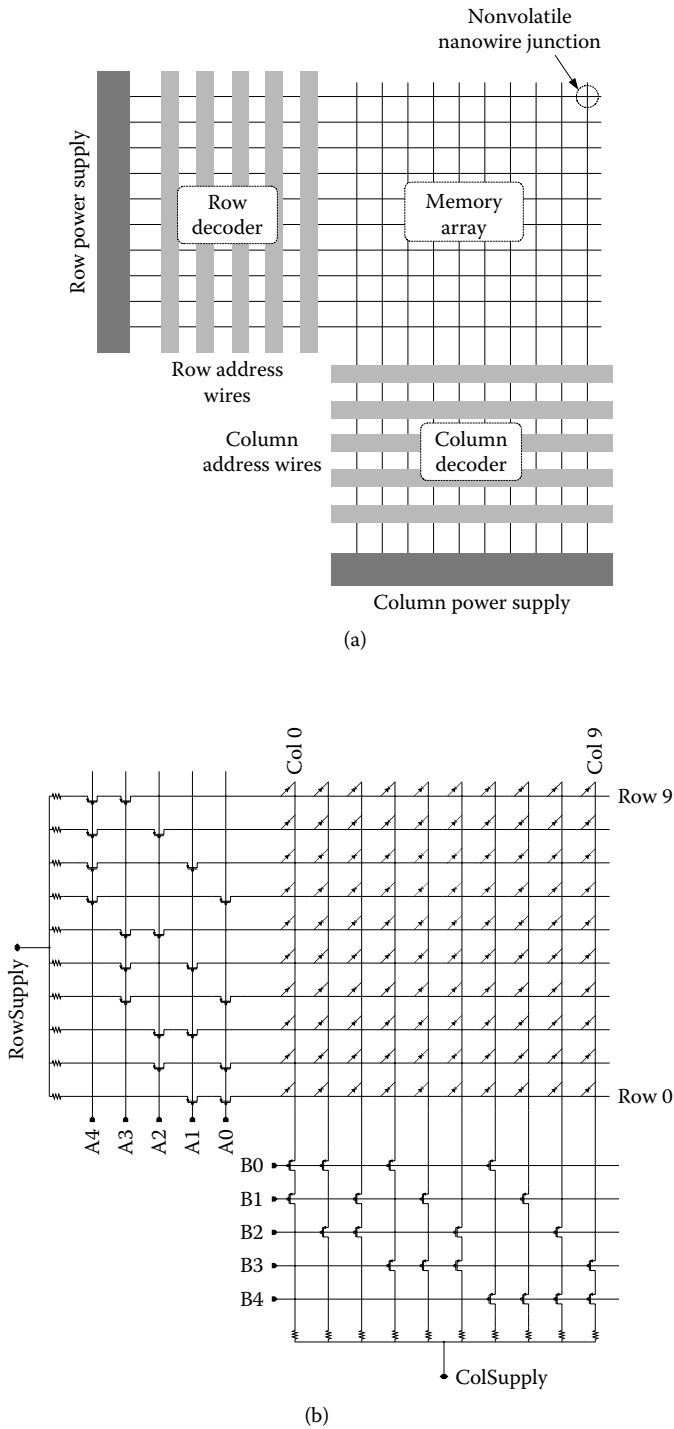 Nonvolatile
nanowire junction
Row power supply
Row
decoder
Memory
array
Row address
wires
Column
address wires
Column
decoder
Column power supply
(a)
Col 0
Col 9
Row 9
RowSupply
Row 0
A4
A3
A2
A1
A0
B0
B1
B2
B3
B4
ColSupply
(b)